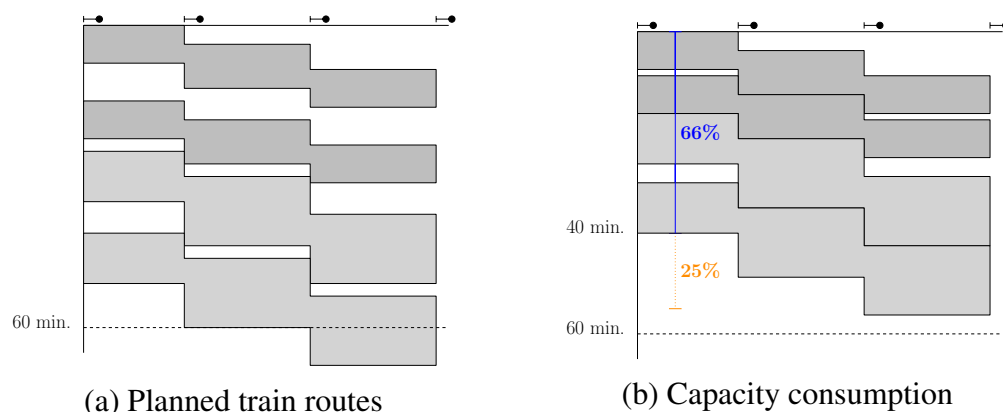 60 min.
(a) Planned train routes
66%
40 min.
25%
60 min.
(b) Capacity consumption